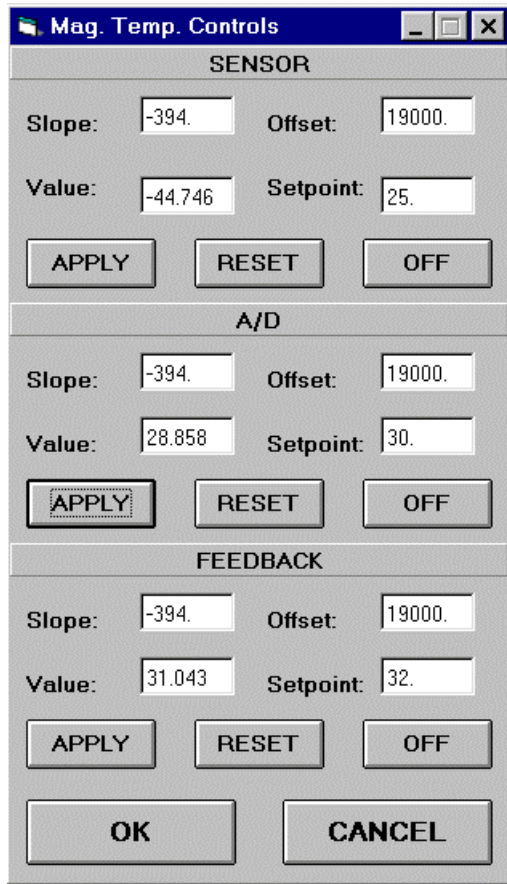 Mag. Temp. Controls
SENSOR
Slope: -394. Offset: 19000.
Value: -44.746 Setpoint: 25.
APPLY RESET OFF
A/D
Slope: -394. Offset: 19000.
Value: 28.858 Setpoint: 30.
APPLY RESET OFF
FEEDBACK
Slope: -394. Offset: 19000.
Value: 31.043 Setpoint: 32.
APPLY RESET OFF
OK CANCEL